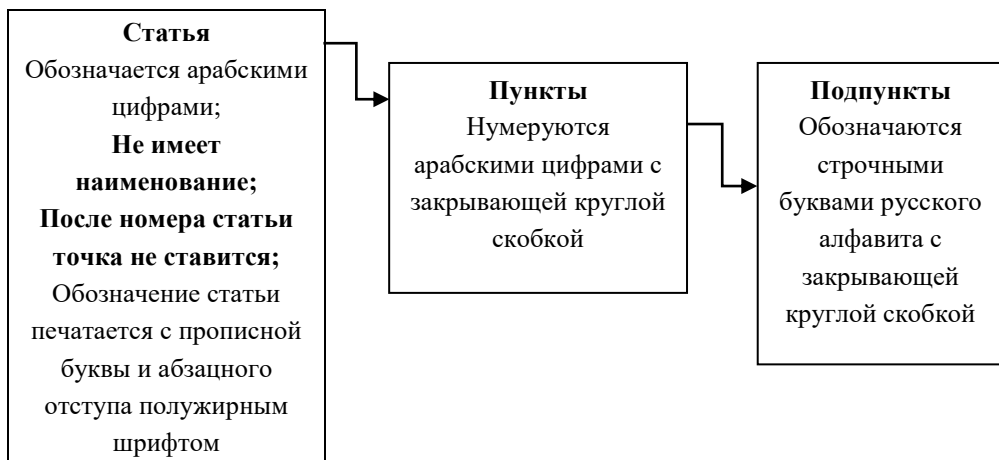 Статья
Обозначается арабскими
цифрами;
Не имеет
наименование;
После номера статьи
точка не ставится;
Обозначение статьи
печатается с прописной
буквы и абзацного
отступа полужирным
шрифтом
Пункты
Нумеруются
арабскими цифрами с
закрывающей круглой
скобкой
Подпункты
Обозначаются
строчными
буквами русского
алфавита с
закрывающей
круглой скобкой